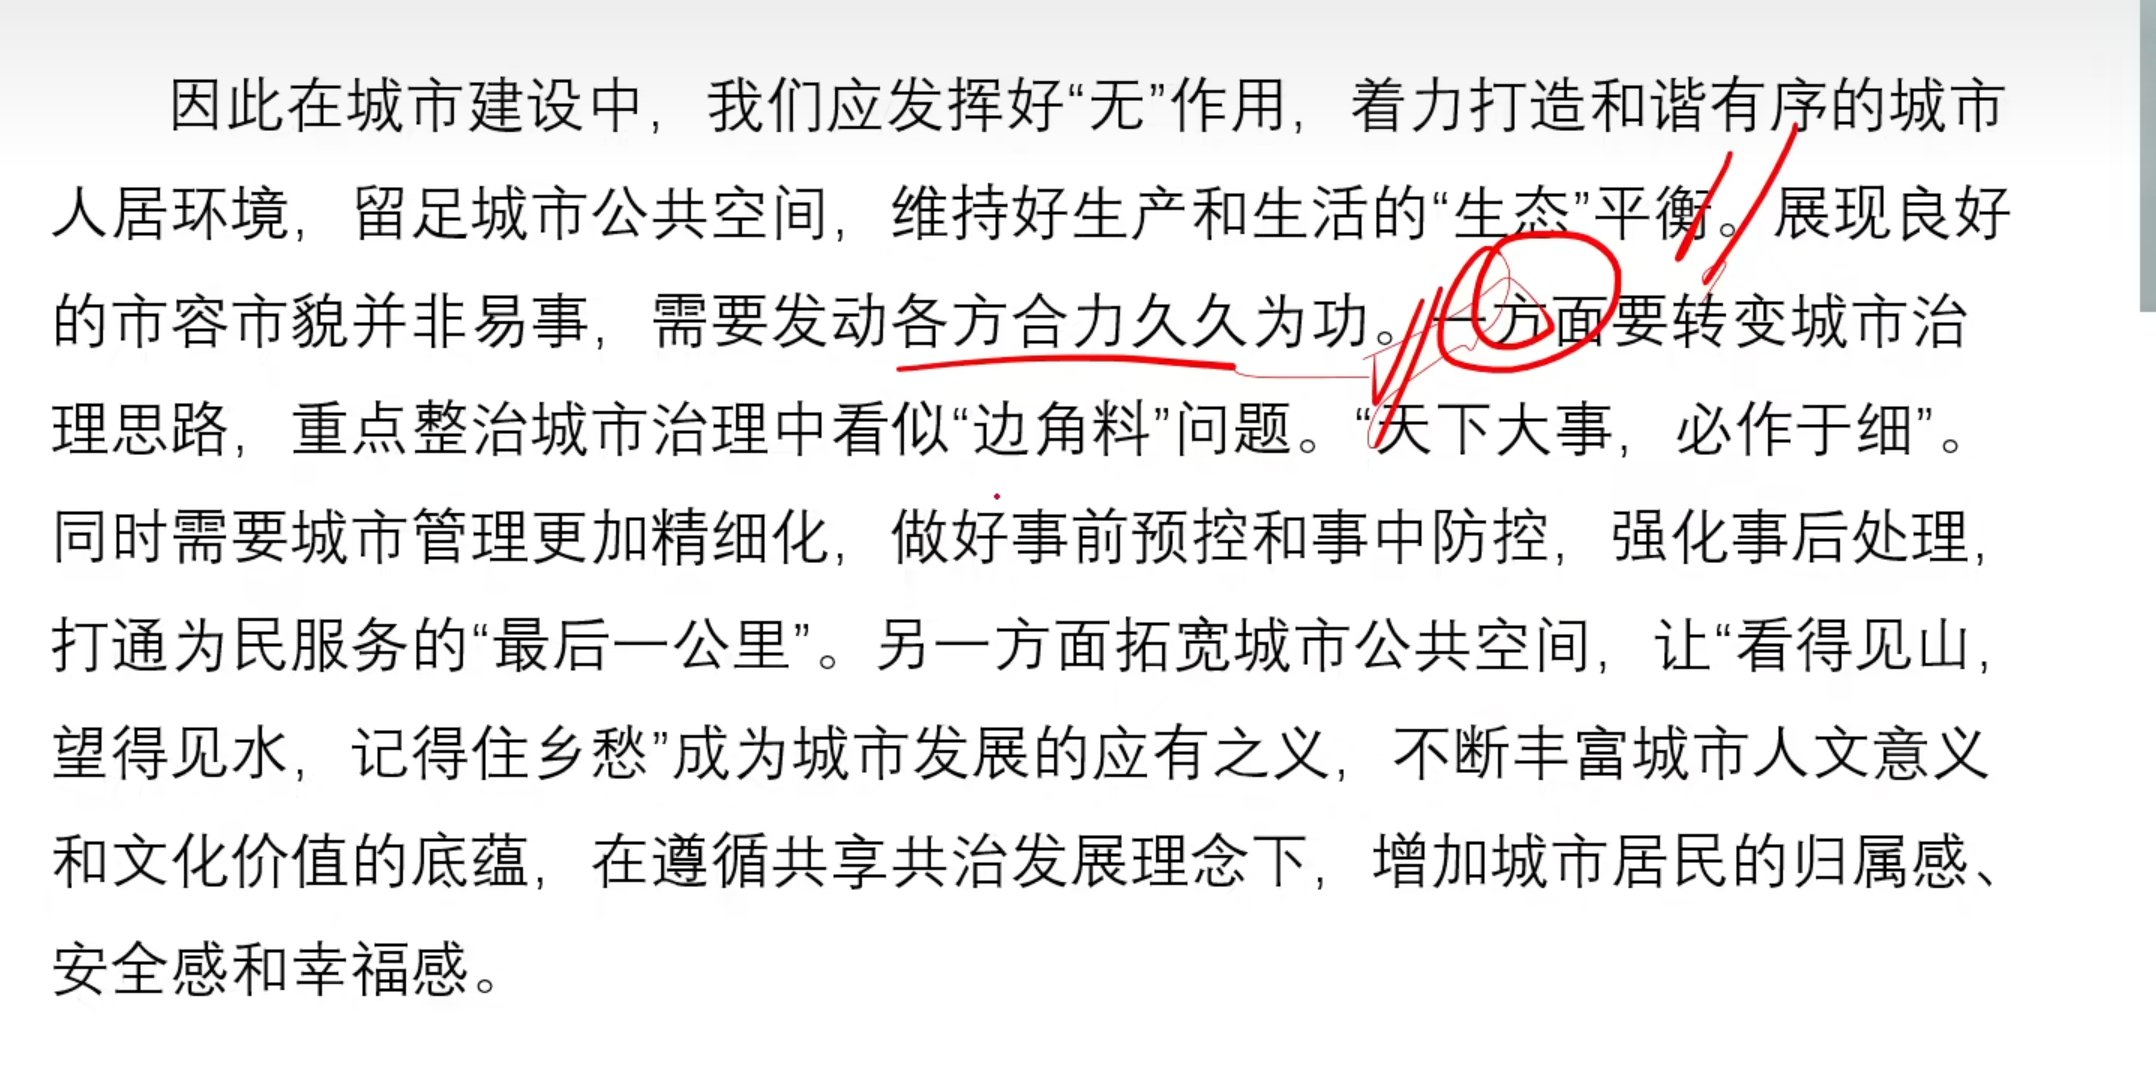 因此在城市建设中，我们应发挥好“无”作用，着力打造和谐有序的城市
人居环境，留足城市公共空间，维持好生产和生活的“生态”平衡。展现良好
的市容市貌并非易事，需要发动各方合力久久为功。一方面要转变城市治
理思路，重点整治城市治理中看似“边角料”问题。“天下大事，必作于细”。
同时需要城市管理更加精细化，做好事前预控和事中防控，强化事后处理，
打通为民服务的“最后一公里”。另一方面拓宽城市公共空间，让“看得见山，
望得见水，记得住乡愁”成为城市发展的应有之义，不断丰富城市人文意义
和文化价值的底蕴，在遵循共享共治发展理念下，增加城市居民的归属感、
安全感和幸福感。